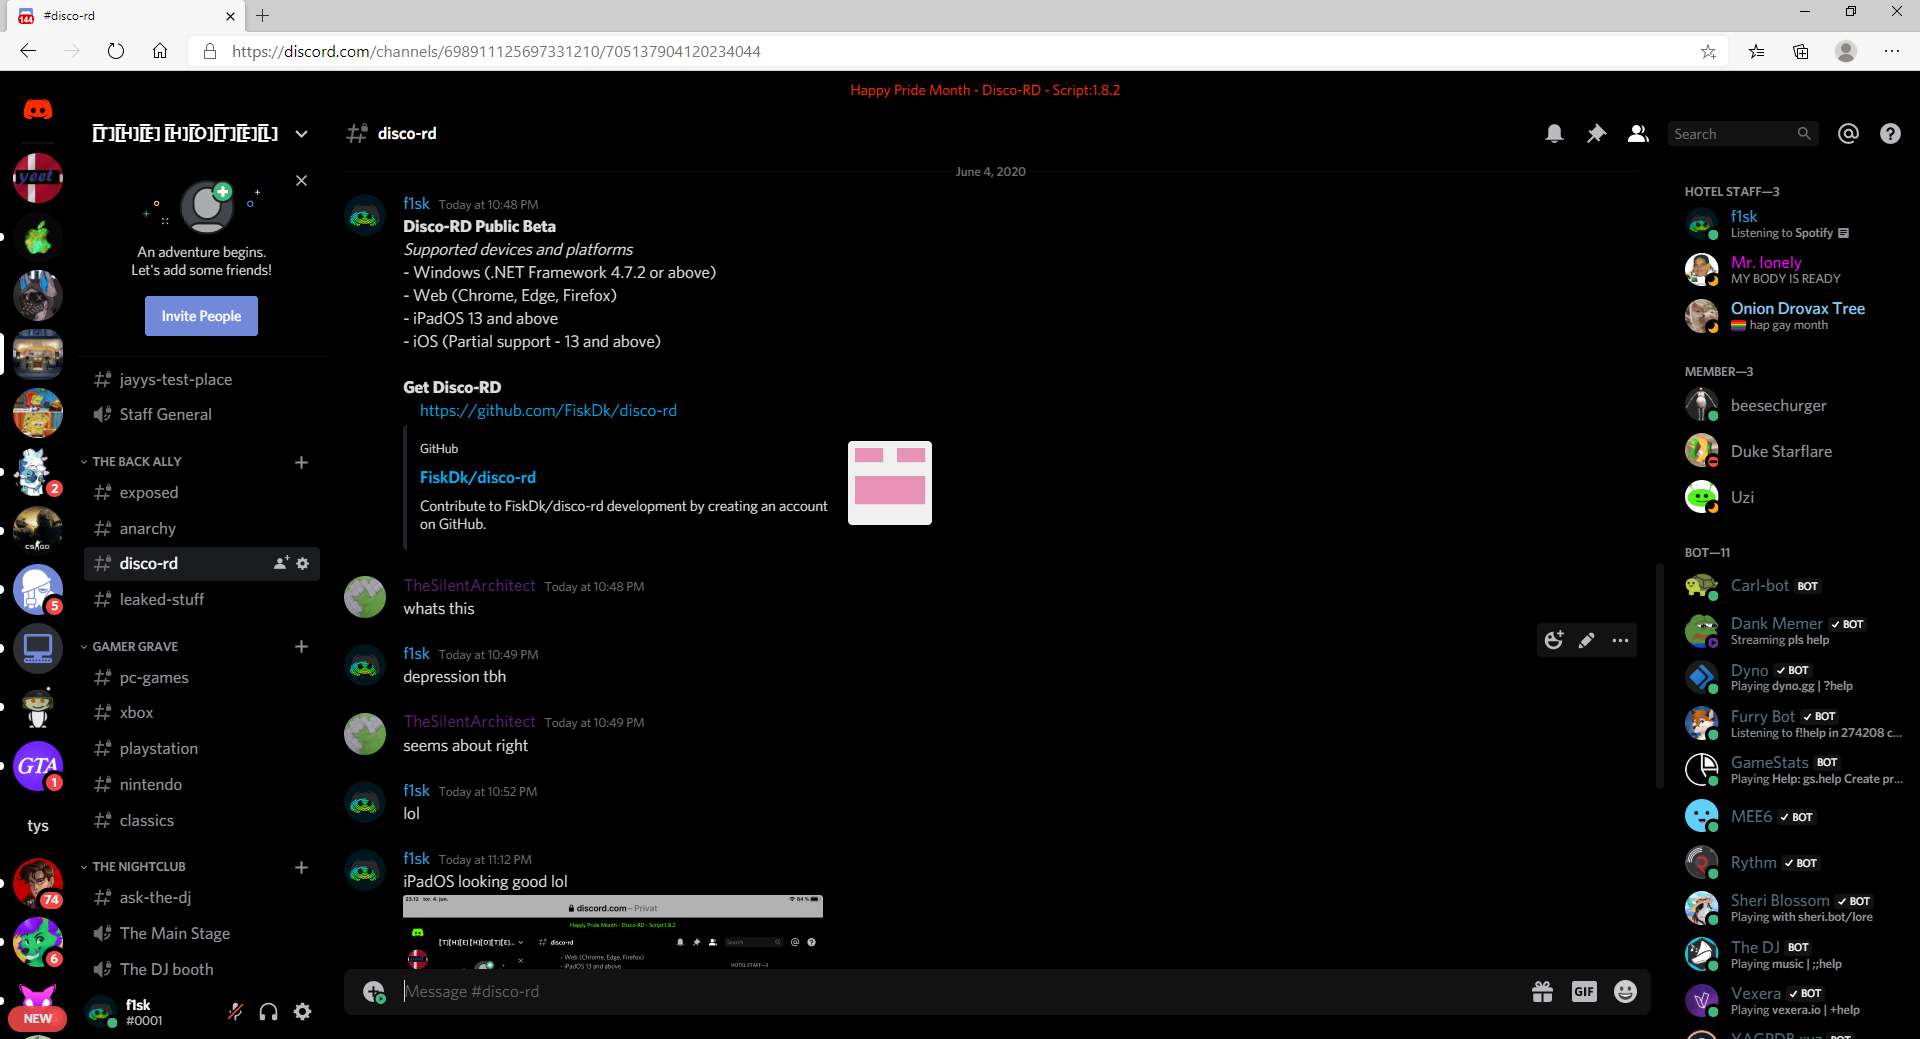 144
#disco-rd
https://discord.com/channels/698911125697331210/705137904120234044
Happy Pride Month - Disco-RD - Script:1.8.2
[T][H][E] [H][O][T][E][L]
disco-rd
Search
yeet
An adventure begins.
Let's add some friends!
Invite People
jayys-test-place
Staff General
THE BACK ALLY
exposed
anarchy
disco-rd
leaked-stuff
GAMER GRAVE
pc-games
xbox
playstation
nintendo
classics
THE NIGHTCLUB
ask-the-dj
The Main Stage
The DJ booth
f1sk
#0001
2
CS:GO
5
GTA
1
tys
74
6
NEW
June 4, 2020
f1sk Today at 10:48 PM
Disco-RD Public Beta
Supported devices and platforms
- Windows (.NET Framework 4.7.2 or above)
- Web (Chrome, Edge, Firefox)
- iPadOS 13 and above
- iOS (Partial support - 13 and above)
Get Disco-RD
https://github.com/FiskDk/disco-rd
GitHub
FiskDk/disco-rd
Contribute to FiskDk/disco-rd development by creating an account
on GitHub.
TheSilentArchitect Today at 10:48 PM
whats this
f1sk Today at 10:49 PM
depression tbh
TheSilentArchitect Today at 10:49 PM
seems about right
f1sk Today at 10:52 PM
lol
f1sk Today at 11:12 PM
iPadOS looking good lol
23.12 tor. 4. jun.
84 %
discord.com — Privat
Happy Pride Month - Disco-RD - Script:1.8.2
[T][H][E] [H][O][T][E]...
disco-rd
Search
- Web (Chrome, Edge, Firefox)
- iPadOS 13 and above
HOTEL STAFF—3
Message #disco-rd
GIF
HOTEL STAFF—3
f1sk
Listening to Spotify
Mr. lonely
MY BODY IS READY
Onion Drovax Tree
hap gay month
MEMBER—3
beesechurger
Duke Starflare
Uzi
BOT—11
Carl-bot BOT
Dank Memer ✓ BOT
Streaming pls help
Dyno ✓ BOT
Playing dyno.gg | ?help
Furry Bot ✓ BOT
Listening to f!help in 274208 c...
GameStats BOT
Playing Help: gs.help Create pr...
MEE6 ✓ BOT
Rythm ✓ BOT
Sheri Blossom ✓ BOT
Playing with sheri.bot/lore
The DJ BOT
Playing music | ;;help
Vexera ✓ BOT
Playing vexera.io | +help
YAGPDB.xyz BOT